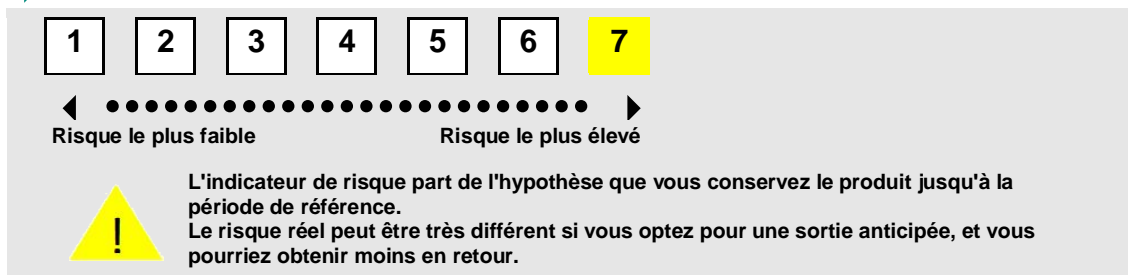 1 2 3 4 5 6 7
Risque le plus faible Risque le plus élevé
L'indicateur de risque part de l'hypothèse que vous conservez le produit jusqu'à la
période de référence.
! Le risque réel peut être très différent si vous optez pour une sortie anticipée, et vous
pourriez obtenir moins en retour.